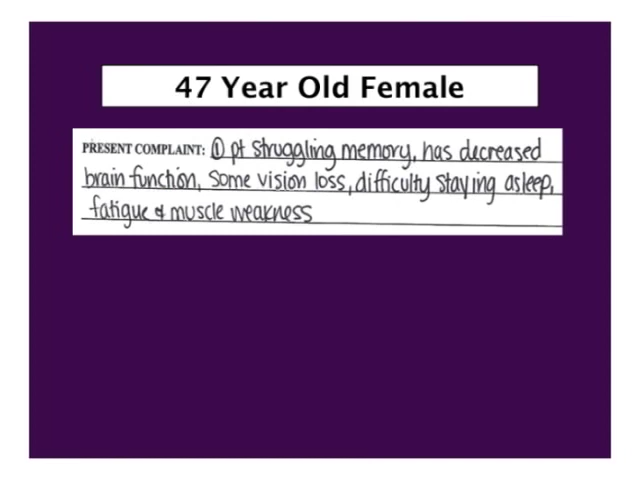 47 Year Old Female
PRESENT COMPLAINT: ① pt struggling memory, has decreased
brain function, some vision loss, difficulty staying asleep,
fatigue & muscle weakness